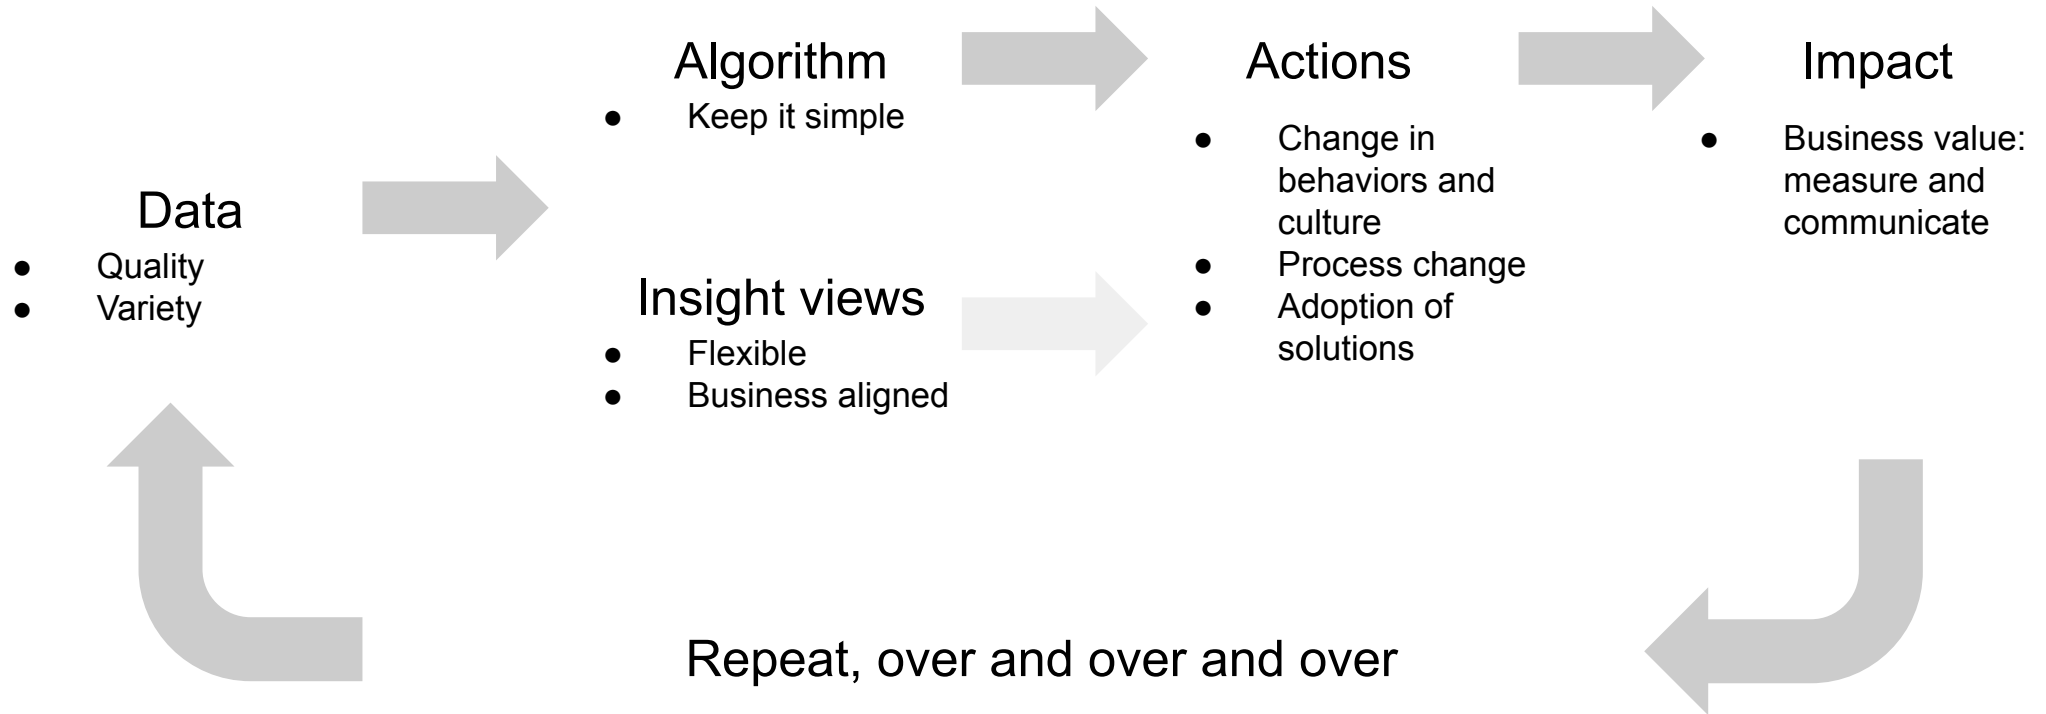 Data
● Quality
● Variety
Algorithm
● Keep it simple
Insight views
● Flexible
● Business aligned
Actions
● Change in
behaviors and
culture
● Process change
● Adoption of
solutions
Impact
● Business value:
measure and
communicate
Repeat, over and over and over